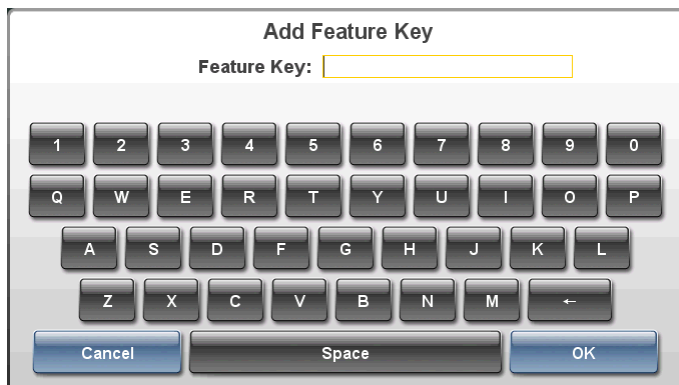 Add Feature Key
Feature Key:
1 2 3 4 5 6 7 8 9 0
Q W E R T Y U I O P
A S D F G H J K L
Z X C V B N M ←
Cancel Space OK